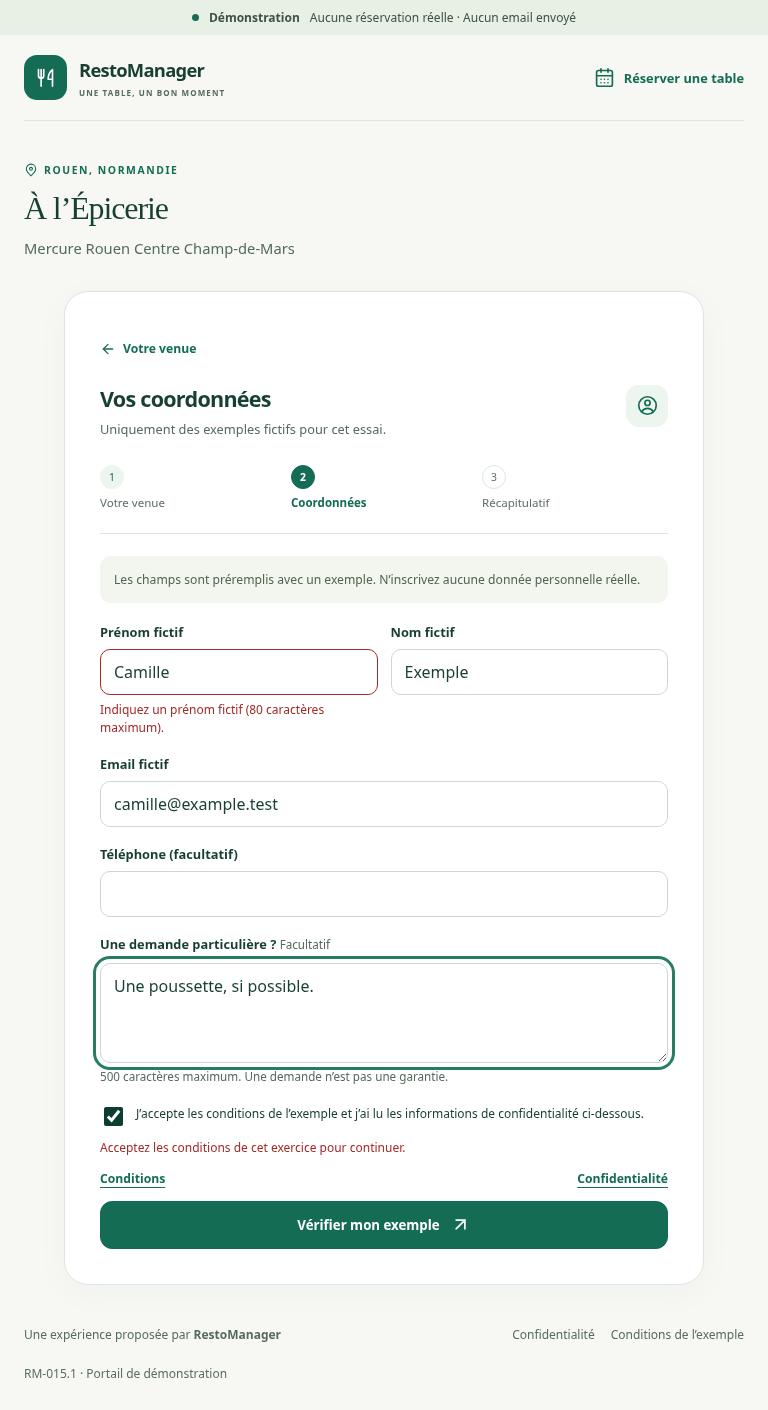 Démonstration Aucune réservation réelle · Aucun email envoyé
RestoManager
UNE TABLE, UN BON MOMENT
Réserver une table
ROUEN, NORMANDIE
À l’Épicerie
Mercure Rouen Centre Champ-de-Mars
Votre venue
Vos coordonnées
Uniquement des exemples fictifs pour cet essai.
1
Votre venue
2
Coordonnées
3
Récapitulatif
Les champs sont préremplis avec un exemple. N’inscrivez aucune donnée personnelle réelle.
Prénom fictif
Camille
Indiquez un prénom fictif (80 caractères
maximum).
Nom fictif
Exemple
Email fictif
camille@example.test
Téléphone (facultatif)
Une demande particulière ? Facultatif
Une poussette, si possible.
500 caractères maximum. Une demande n’est pas une garantie.
J’accepte les conditions de l’exemple et j’ai lu les informations de confidentialité ci-dessous.
Acceptez les conditions de cet exercice pour continuer.
Conditions
Confidentialité
Vérifier mon exemple
Une expérience proposée par RestoManager
Confidentialité Conditions de l’exemple
RM-015.1 · Portail de démonstration